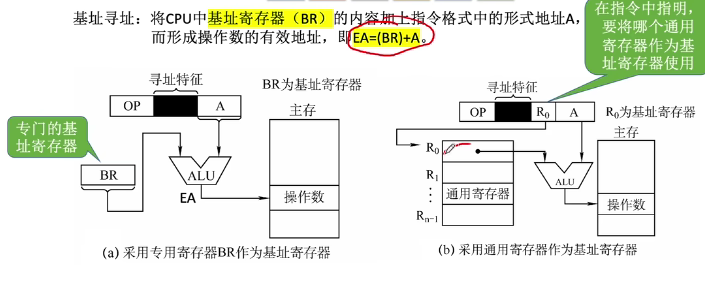 基址寻址：将CPU中基址寄存器（BR）的内容加上指令格式中的形式地址A，
而形成操作数的有效地址，即EA=(BR)+A。
在指令中指明，
要将哪个通用
寄存器作为基
址寄存器使用
寻址特征
OP
A
BR为基址寄存器
主存
专门的基
址寄存器
BR
ALU
EA
操作数
(a) 采用专用寄存器BR作为基址寄存器
寻址特征
OP
R₀
A
R₀为基址寄存器
主存
R₀
R₁
⋮
通用寄存器
Rₙ₋₁
ALU
操作数
(b) 采用通用寄存器作为基址寄存器